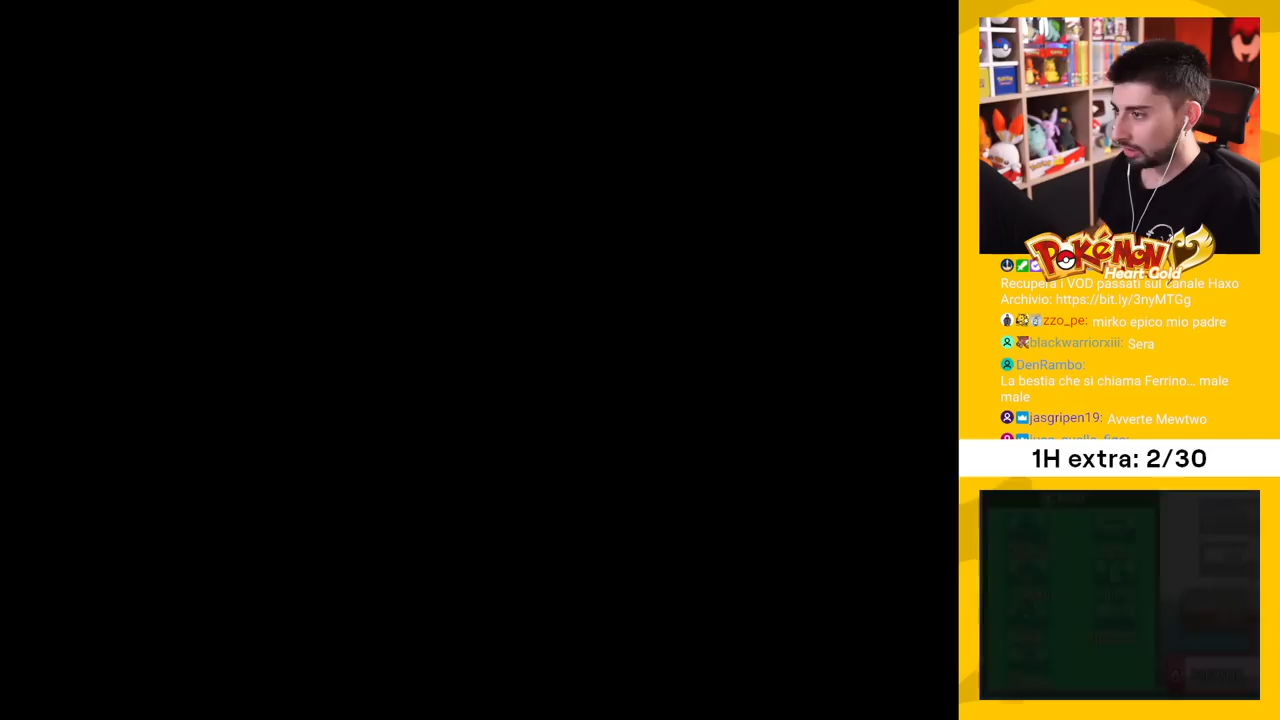 POKéMON
Heart Gold
Recupera i VOD passati sul canale Haxo
Archivio: https://bit.ly/3nyMTGg
zzo_pe: mirko epico mio padre
blackwarriorxiii: Sera
DenRambo:
La bestia che si chiama Ferrino... male
male
jasgripen19: Avverte Mewtwo
1H extra: 2/30